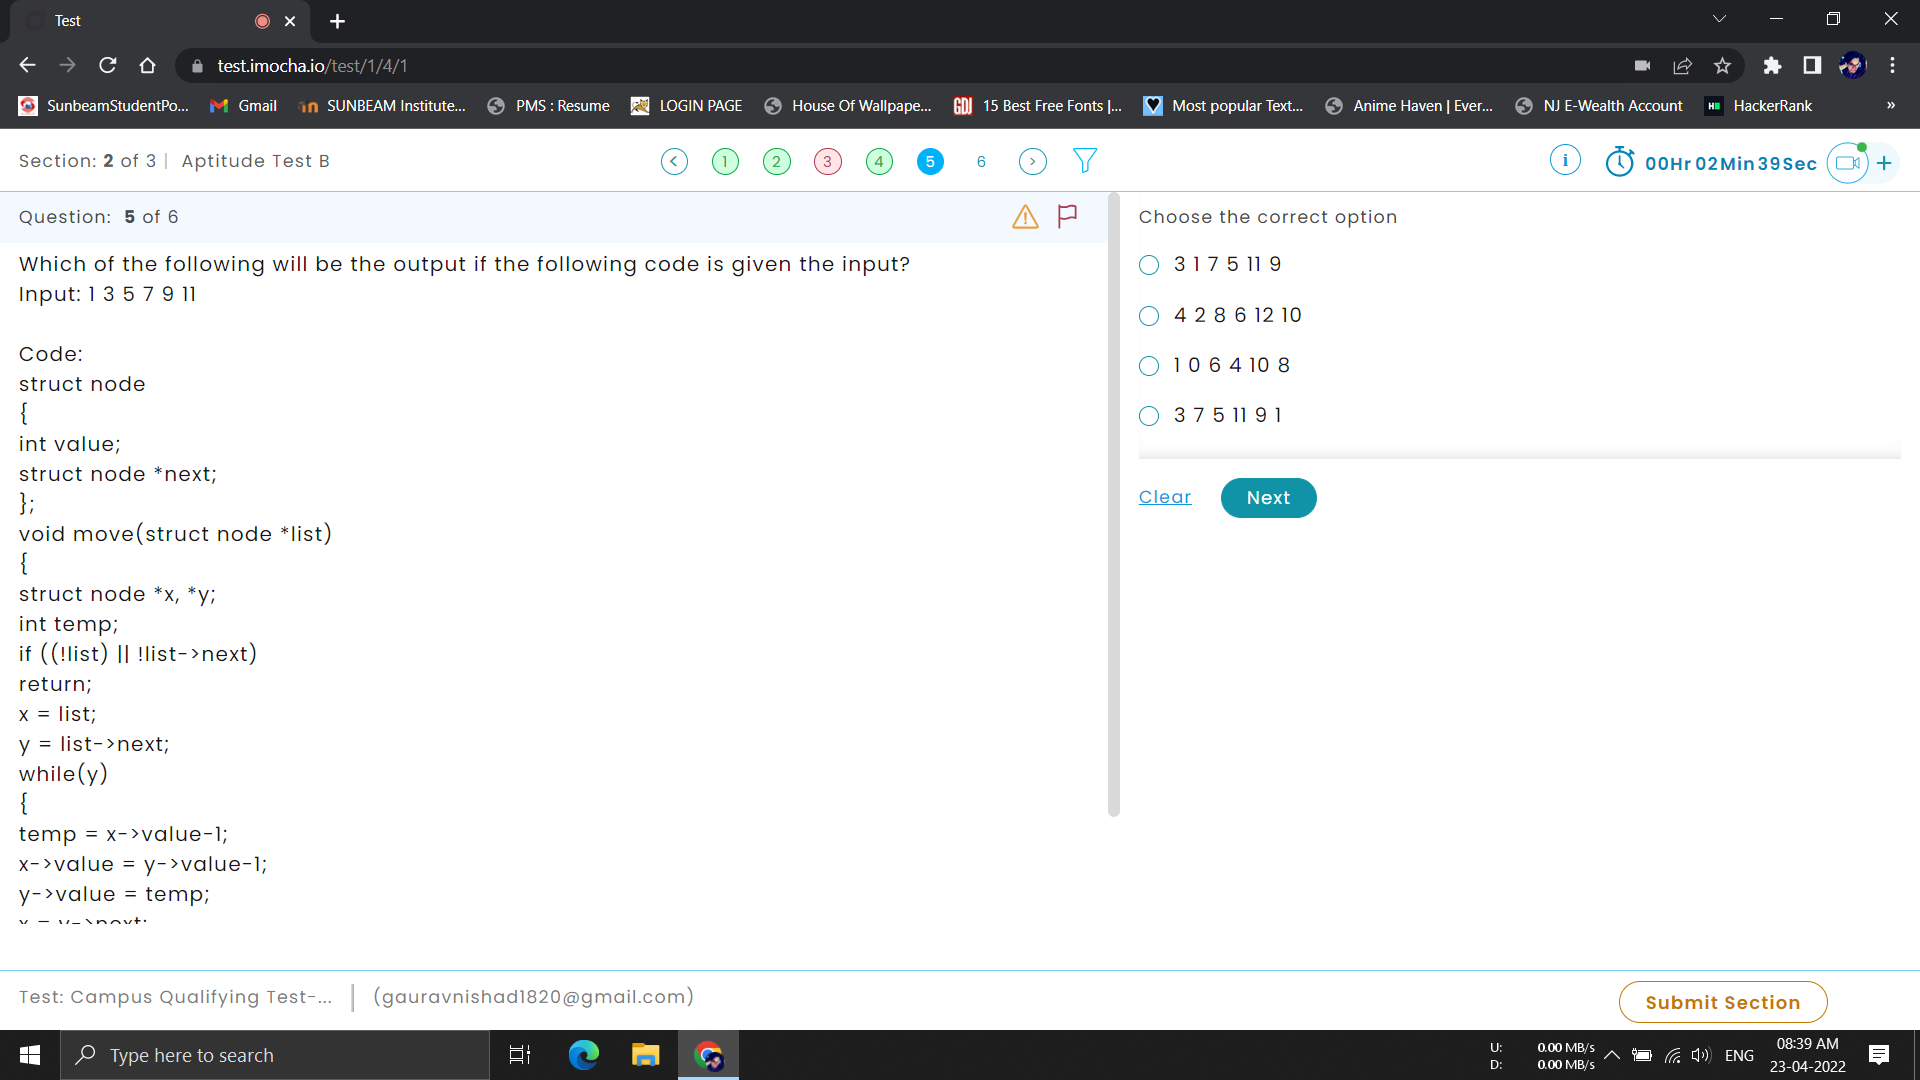 Test
test.imocha.io/test/1/4/1
SunbeamStudentPo... Gmail SUNBEAM Institute... PMS : Resume LOGIN PAGE House Of Wallpape... GDJ 15 Best Free Fonts |... Most popular Text... Anime Haven | Ever... NJ E-Wealth Account HackerRank »
Section: 2 of 3 | Aptitude Test B
1 2 3 4 5 6
00Hr 02Min 39Sec
Question: 5 of 6
Which of the following will be the output if the following code is given the input?
Input: 1 3 5 7 9 11
Code:
struct node
{
int value;
struct node *next;
};
void move(struct node *list)
{
struct node *x, *y;
int temp;
if ((!list) || !list->next)
return;
x = list;
y = list->next;
while(y)
{
temp = x->value-1;
x->value = y->value-1;
y->value = temp;
x = y->next;
Choose the correct option
3 1 7 5 11 9
4 2 8 6 12 10
1 0 6 4 10 8
3 7 5 11 9 1
Clear Next
Test: Campus Qualifying Test-... | (gauravnishad1820@gmail.com)
Submit Section
Type here to search
U: 0.00 MB/s
D: 0.00 MB/s
ENG
08:39 AM
23-04-2022